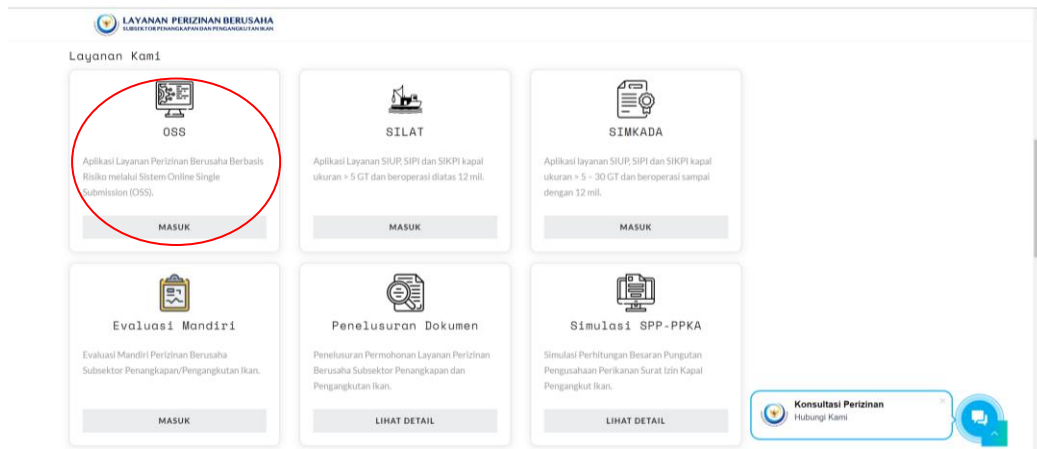 LAYANAN PERIZINAN BERUSAHA
SUBSEKTOR PENANGKAPAN DAN PENGANGKUTAN IKAN
Layanan Kami
OSS
Aplikasi Layanan Perizinan Berusaha Berbasis
Risiko melalui Sistem Online Single
Submission (OSS).
MASUK
SILAT
Aplikasi Layanan SIUP, SIPI dan SIKPI kapal
ukuran > 5 GT dan beroperasi diatas 12 mil.
MASUK
SIMKADA
Aplikasi layanan SIUP, SIPI dan SIKPI kapal
ukuran > 5 – 30 GT dan beroperasi sampai
dengan 12 mil.
MASUK
Evaluasi Mandiri
Evaluasi Mandiri Perizinan Berusaha
Subsektor Penangkapan/Pengangkutan Ikan.
MASUK
Penelusuran Dokumen
Penelusuran Permohonan Layanan Perizinan
Berusaha Subsektor Penangkapan dan
Pengangkutan Ikan.
LIHAT DETAIL
Simulasi SPP-PPKA
Simulasi Perhitungan Besaran Pungutan
Pengusahaan Perikanan Surat Izin Kapal
Pengangkut Ikan.
LIHAT DETAIL
Konsultasi Perizinan
Hubungi Kami